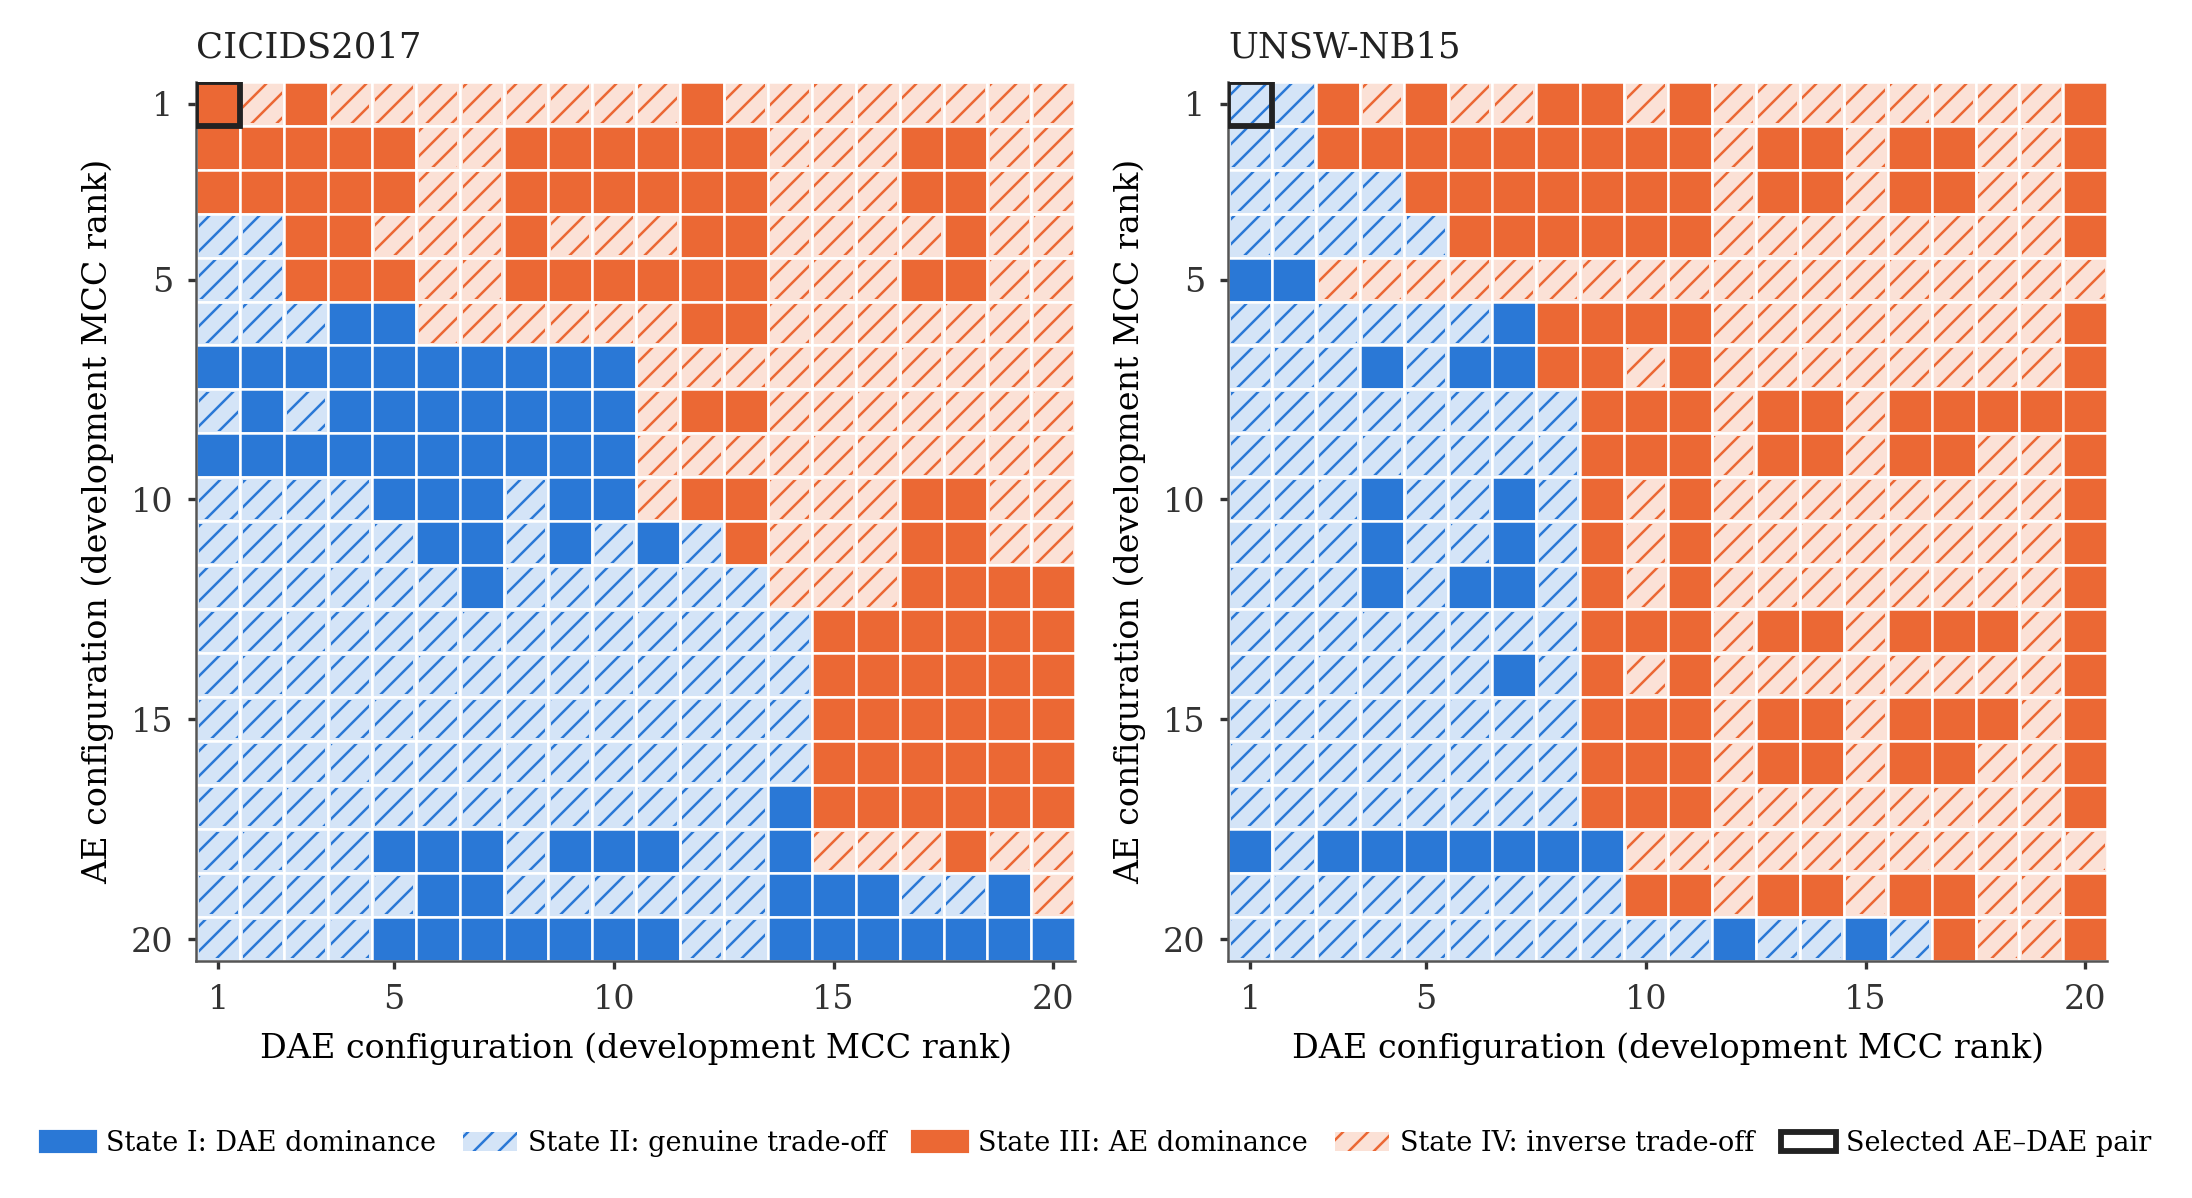 CICIDS2017
UNSW-NB15
AE configuration (development MCC rank)
1
5
10
15
20
1
5
10
15
20
DAE configuration (development MCC rank)
AE configuration (development MCC rank)
1
5
10
15
20
1
5
10
15
20
DAE configuration (development MCC rank)
State I: DAE dominance
State II: genuine trade-off
State III: AE dominance
State IV: inverse trade-off
Selected AE–DAE pair